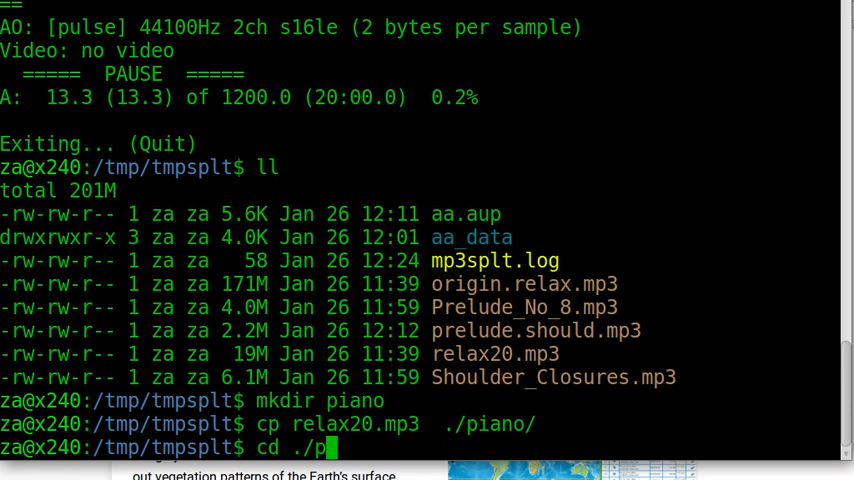 ==
AO: [pulse] 44100Hz 2ch s16le (2 bytes per sample)
Video: no video
  =====  PAUSE  =====
A:  13.3 (13.3) of 1200.0 (20:00.0)  0.2%

Exiting... (Quit)
za@x240:/tmp/tmpsplt$ ll
total 201M
-rw-rw-r-- 1 za za 5.6K Jan 26 12:11 aa.aup
drwxrwxr-x 3 za za 4.0K Jan 26 12:01 aa_data
-rw-rw-r-- 1 za za   58 Jan 26 12:24 mp3splt.log
-rw-rw-r-- 1 za za 171M Jan 26 11:39 origin.relax.mp3
-rw-rw-r-- 1 za za 4.0M Jan 26 11:59 Prelude_No_8.mp3
-rw-rw-r-- 1 za za 2.2M Jan 26 12:12 prelude.should.mp3
-rw-rw-r-- 1 za za  19M Jan 26 11:39 relax20.mp3
-rw-rw-r-- 1 za za 6.1M Jan 26 11:59 Shoulder_Closures.mp3
za@x240:/tmp/tmpsplt$ mkdir piano
za@x240:/tmp/tmpsplt$ cp relax20.mp3  ./piano/
za@x240:/tmp/tmpsplt$ cd ./p
out vegetation patterns of the Earth's surface